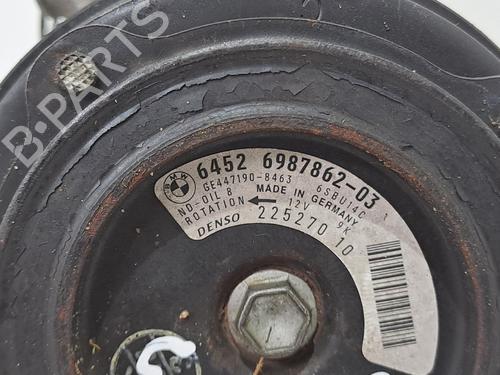 B-PARTS
BMW
6452 6987862-03
GE447190-8463 6SBU14C
ND-OIL 8 MADE IN GERMANY
ROTATION ← 12V 9K
DENSO 225270 10